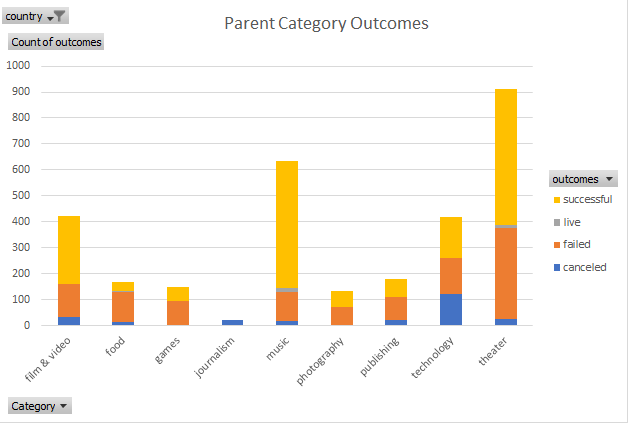 country
Parent Category Outcomes
Count of outcomes
1000
900
800
700
600
500
400
300
200
100
0
film & video
food
games
journalism
music
photography
publishing
technology
theater
outcomes
successful
live
failed
canceled
Category